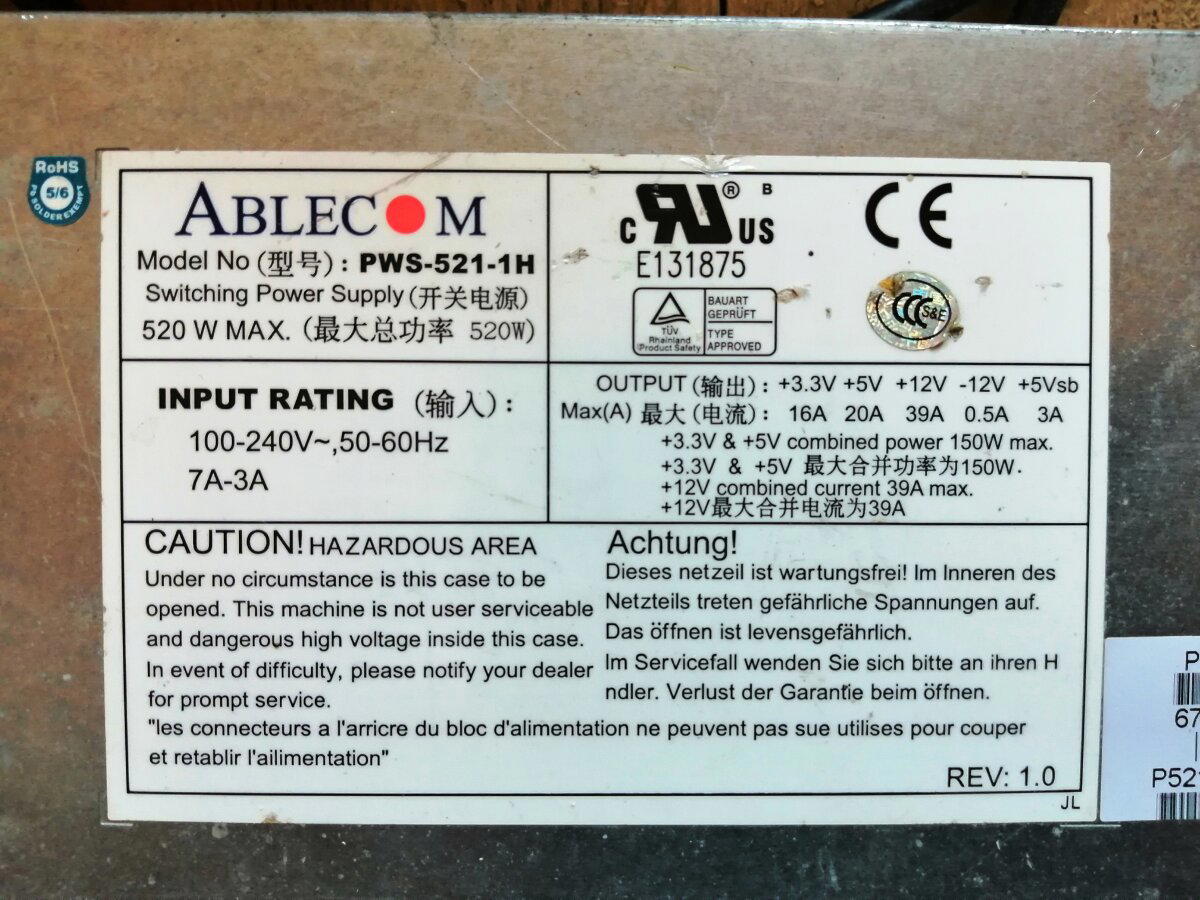 RoHS
5/6
Pb SOLDER EXEMPT
ABLECOM
Model No (型号) : PWS-521-1H
Switching Power Supply (开关电源)
520 W MAX. (最大总功率 520W)
C RU US ® B
E131875
CE
TÜV
Rheinland
Product Safety
BAUART
GEPRÜFT
TYPE
APPROVED
CCC S&E
INPUT RATING (输入) :
100-240V~,50-60Hz
7A-3A
OUTPUT (输出) : +3.3V +5V +12V -12V +5Vsb
Max(A) 最大 (电流) : 16A 20A 39A 0.5A 3A
+3.3V & +5V combined power 150W max.
+3.3V & +5V 最大合并功率为150W.
+12V combined current 39A max.
+12V最大合并电流为39A
CAUTION! HAZARDOUS AREA
Under no circumstance is this case to be
opened. This machine is not user serviceable
and dangerous high voltage inside this case.
In event of difficulty, please notify your dealer
for prompt service.
Achtung!
Dieses netzeil ist wartungsfrei! Im Inneren des
Netzteils treten gefährliche Spannungen auf.
Das öffnen ist levensgefährlich.
Im Servicefall wenden Sie sich bitte an ihren H
ndler. Verlust der Garantie beim öffnen.
"les connecteurs a l'arricre du bloc d'alimentation ne peuvent pas sue utilises pour couper
et retablir l'ailimentation"
REV: 1.0
JL
P
67
P52